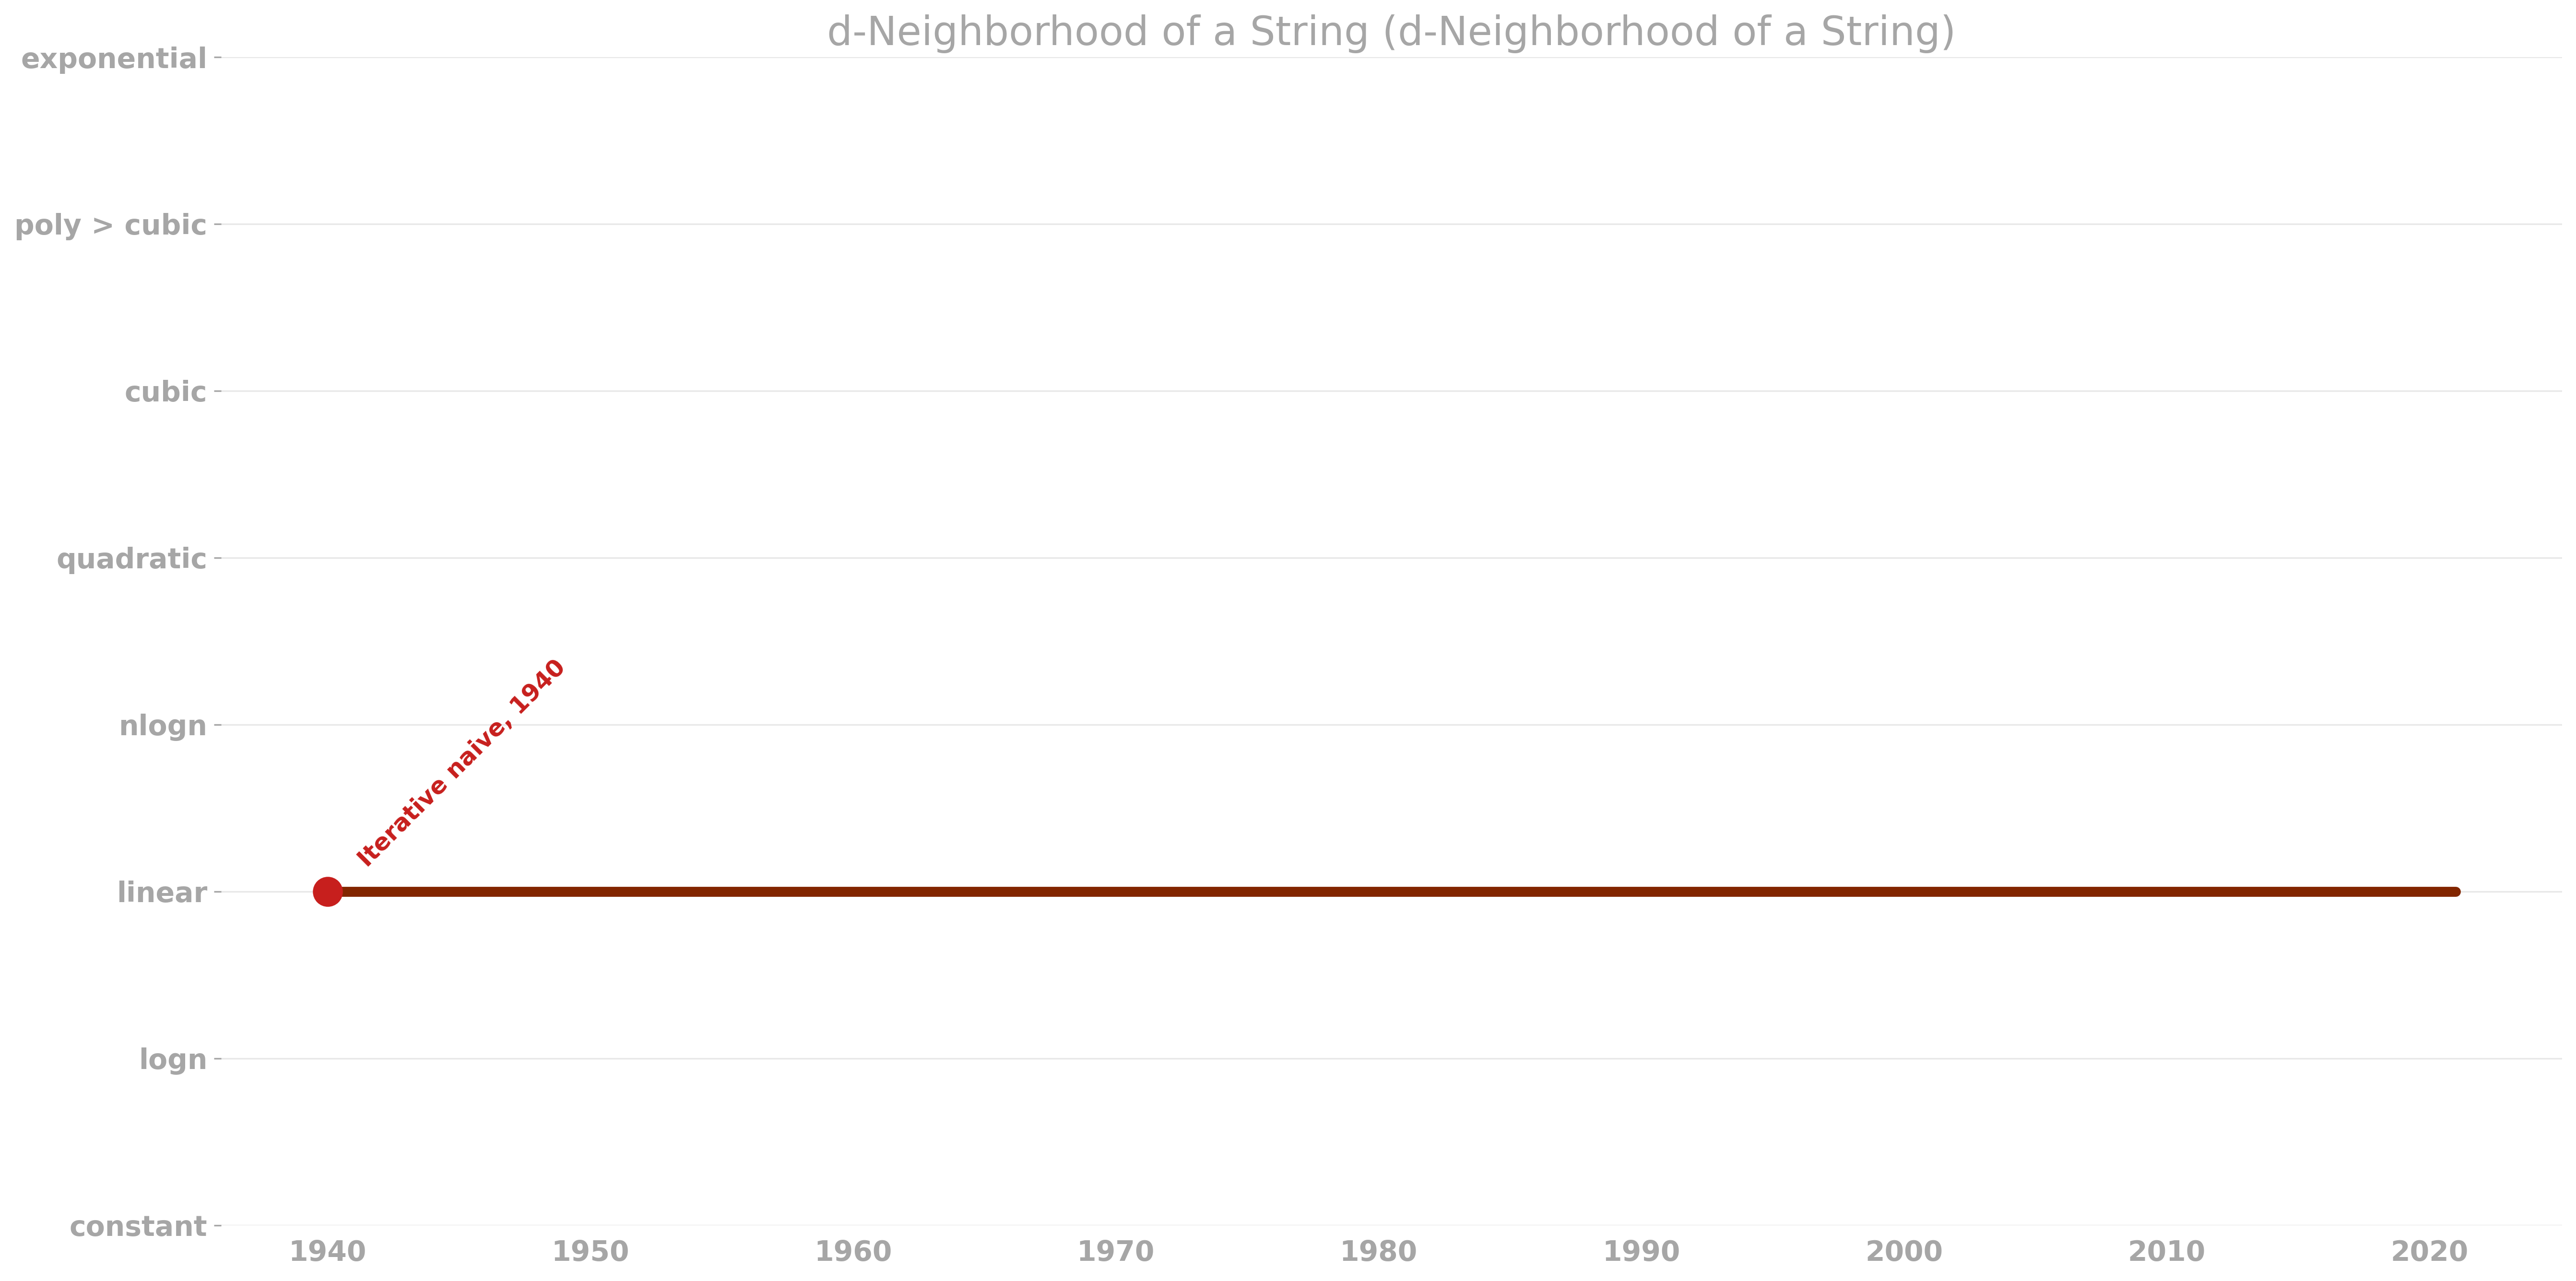 d-Neighborhood of a String (d-Neighborhood of a String)
exponential
poly > cubic
cubic
quadratic
nlogn
linear
logn
constant
Iterative naive, 1940
1940 1950 1960 1970 1980 1990 2000 2010 2020